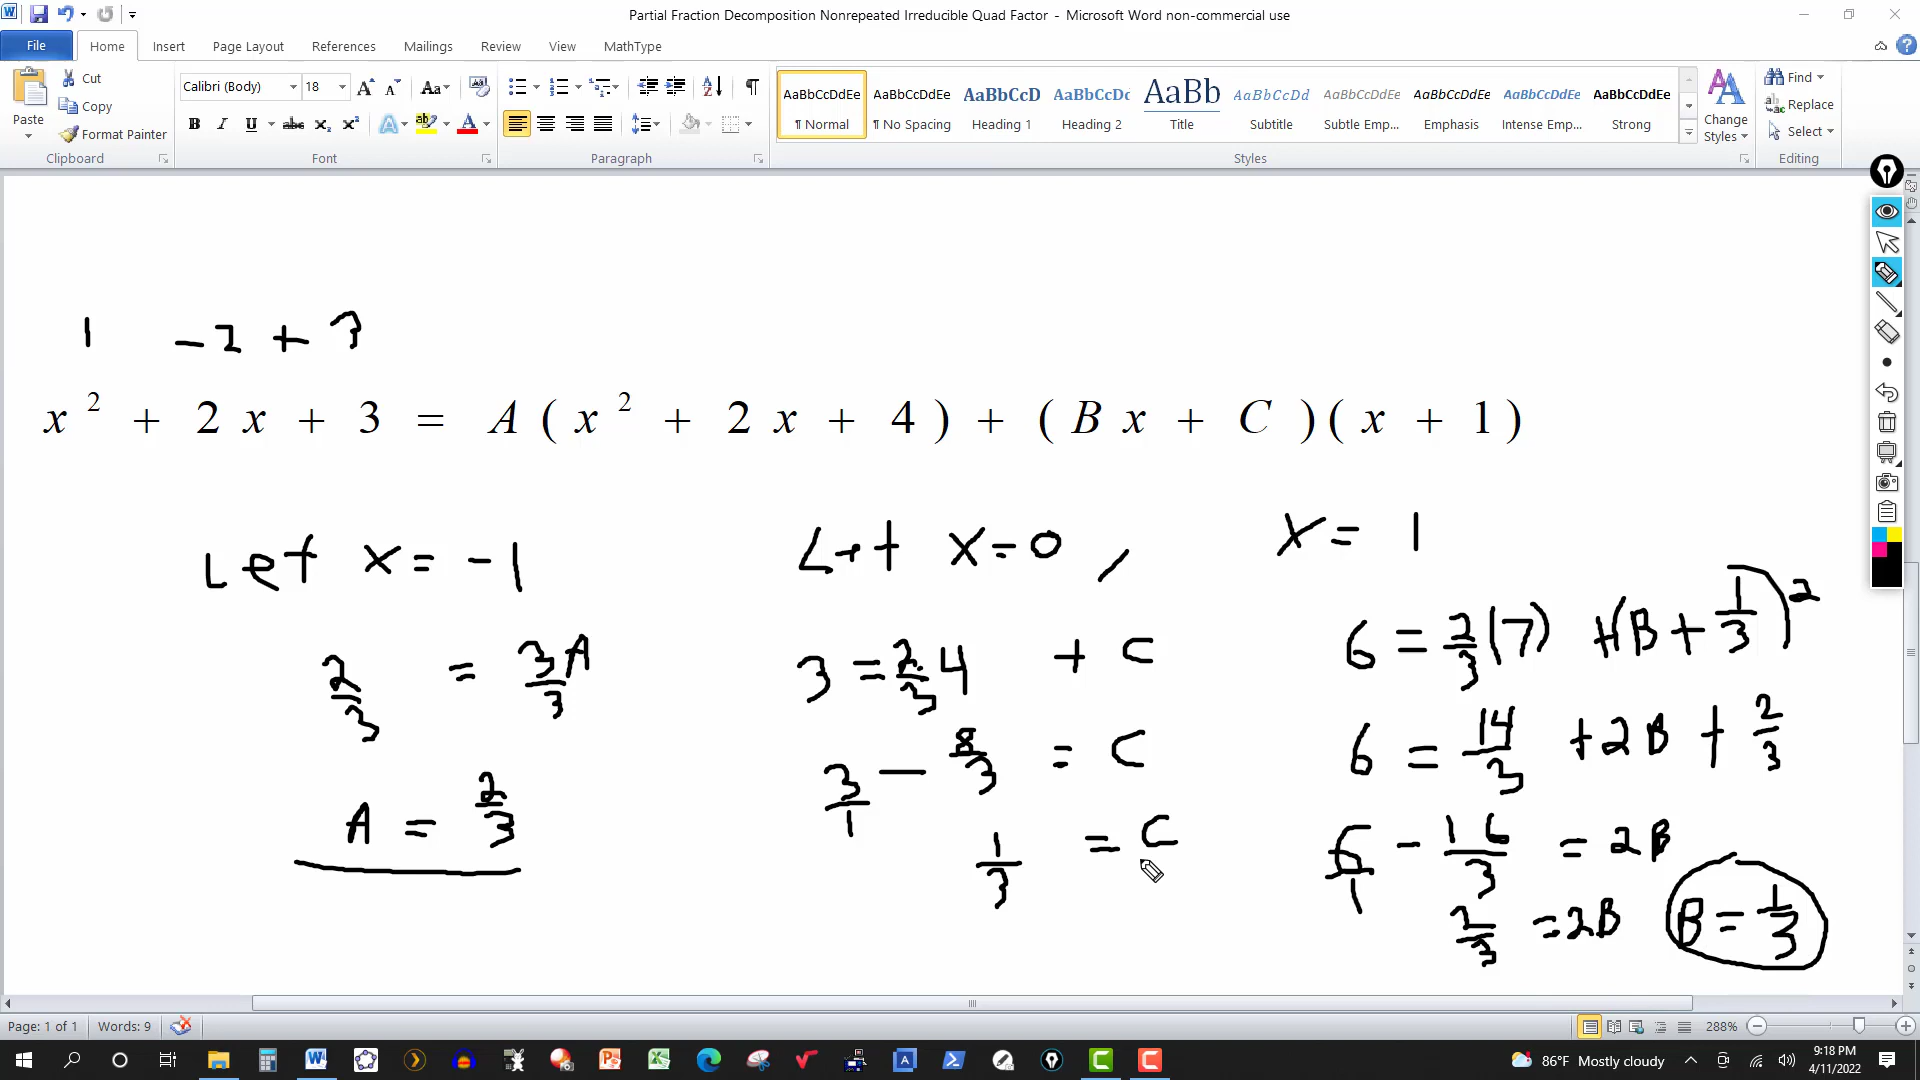 Partial Fraction Decomposition Nonrepeated Irreducible Quad Factor - Microsoft Word non-commercial use
File Home Insert Page Layout References Mailings Review View MathType
Paste Cut Copy Format Painter
Clipboard
Calibri (Body) 18
Font
Paragraph
AaBbCcDdEe AaBbCcDdEe AaBbCcD AaBbCcDc AaBb AaBbCcDd AaBbCcDdEe AaBbCcDdEe AaBbCcDdEe AaBbCcDdEe
¶ Normal ¶ No Spacing Heading 1 Heading 2 Title Subtitle Subtle Emp... Emphasis Intense Emp... Strong
Styles
Change Styles
Find Replace Select
Editing
1 - 2 + 3
x² + 2x + 3 = A(x² + 2x + 4) + (Bx + C)(x + 1)
Let x = -1
2/3 = 3A/3
A = 2/3
Let x = 0,
3 = 2/3 · 4 + C
3/1 - 8/3 = C
1/3 = C
x = 1
6 = 2/3 (7) + (B + 1/3)2
6 = 14/3 + 2B + 2/3
6/1 - 16/3 = 2B
2/3 = 2B B = 1/3
Page: 1 of 1 Words: 9 288%
86°F Mostly cloudy 9:18 PM
4/11/2022